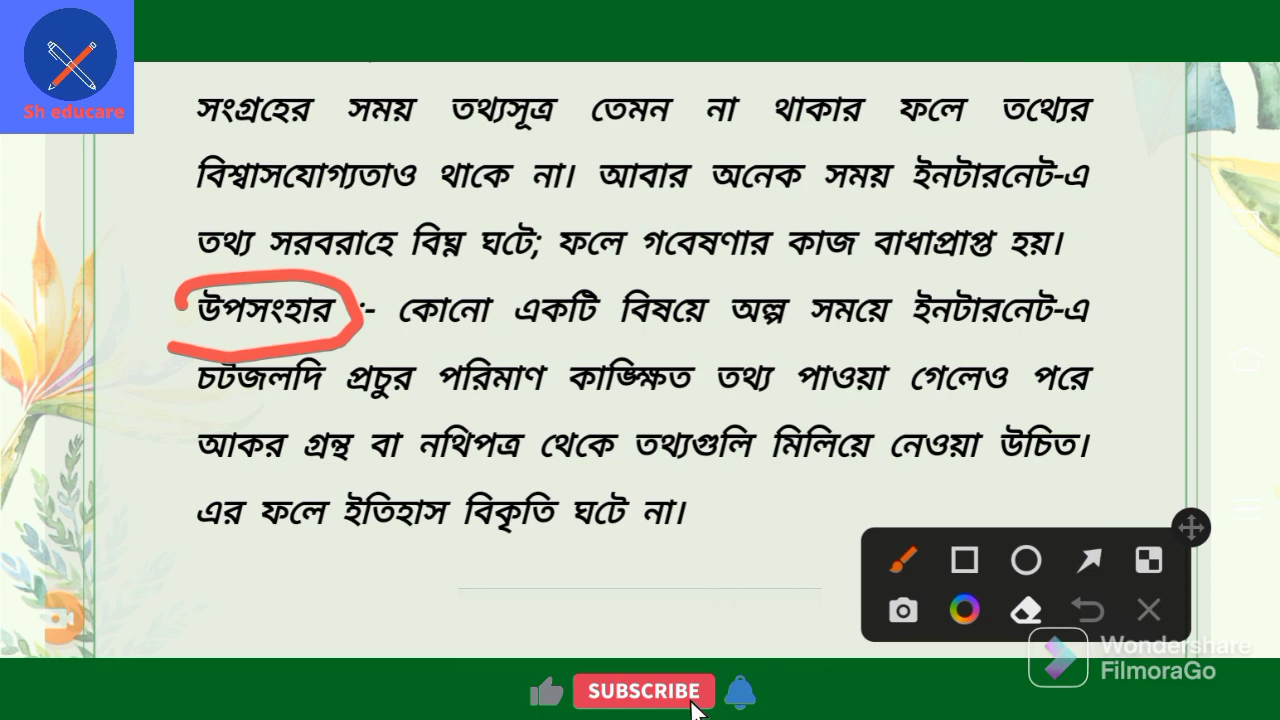 Sh educare
সংগ্রহের সময় তথ্যসূত্র তেমন না থাকার ফলে তথ্যের
বিশ্বাসযোগ্যতাও থাকে না। আবার অনেক সময় ইনটারনেট-এ
তথ্য সরবরাহে বিঘ্ন ঘটে; ফলে গবেষণার কাজ বাধাপ্রাপ্ত হয়।
উপসংহার :- কোনো একটি বিষয়ে অল্প সময়ে ইনটারনেট-এ
চটজলদি প্রচুর পরিমাণ কাঙ্ক্ষিত তথ্য পাওয়া গেলেও পরে
আকর গ্রন্থ বা নথিপত্র থেকে তথ্যগুলি মিলিয়ে নেওয়া উচিত।
এর ফলে ইতিহাস বিকৃতি ঘটে না।
Wondershare
FilmoraGo
SUBSCRIBE